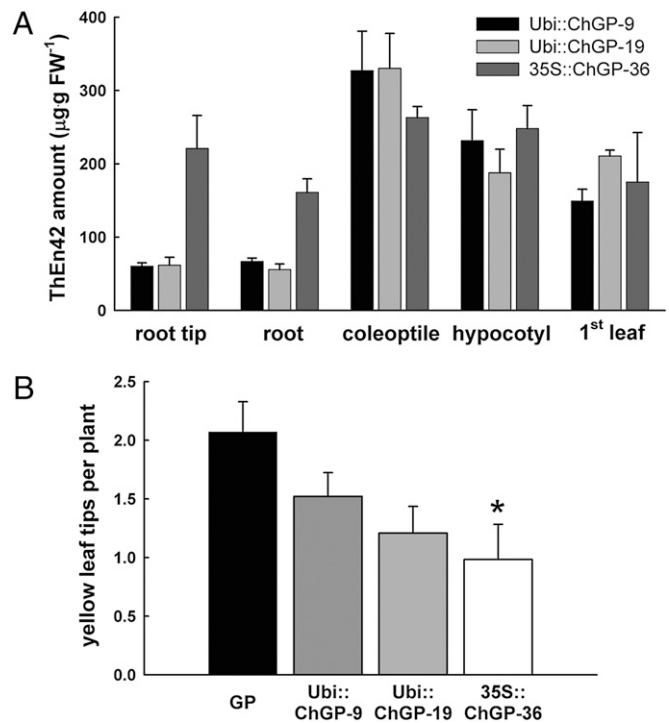 A
ThEn42 amount (µg·g FW⁻¹)
400
300
200
100
0
Ubi::ChGP-9
Ubi::ChGP-19
35S::ChGP-36
root tip
root
coleoptile
hypocotyl
1st leaf
B
yellow leaf tips per plant
2.5
2.0
1.5
1.0
0.5
0.0
*
GP
Ubi::
ChGP-9
Ubi::
ChGP-19
35S::
ChGP-36